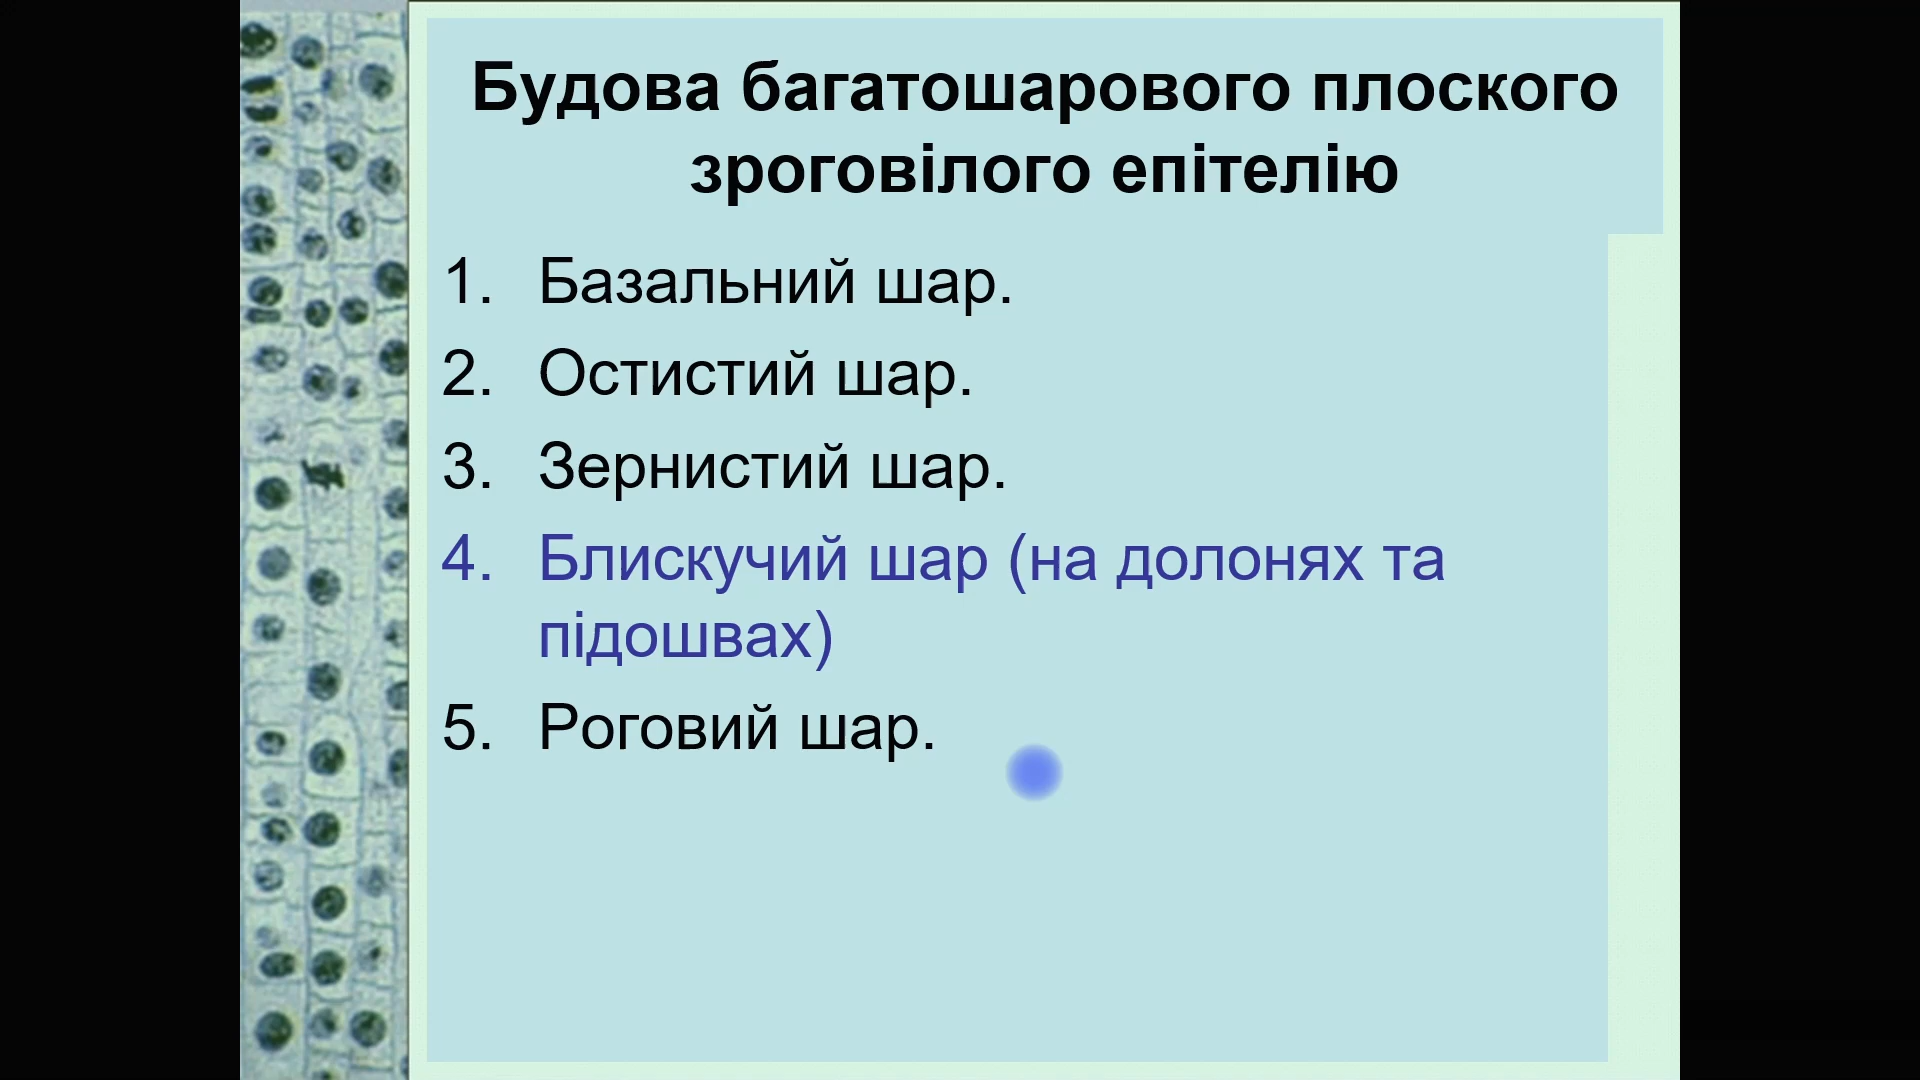 Будова багатошарового плоского
зроговілого епітелію
1. Базальний шар.
2. Остистий шар.
3. Зернистий шар.
4. Блискучий шар (на долонях та
підошвах)
5. Роговий шар.